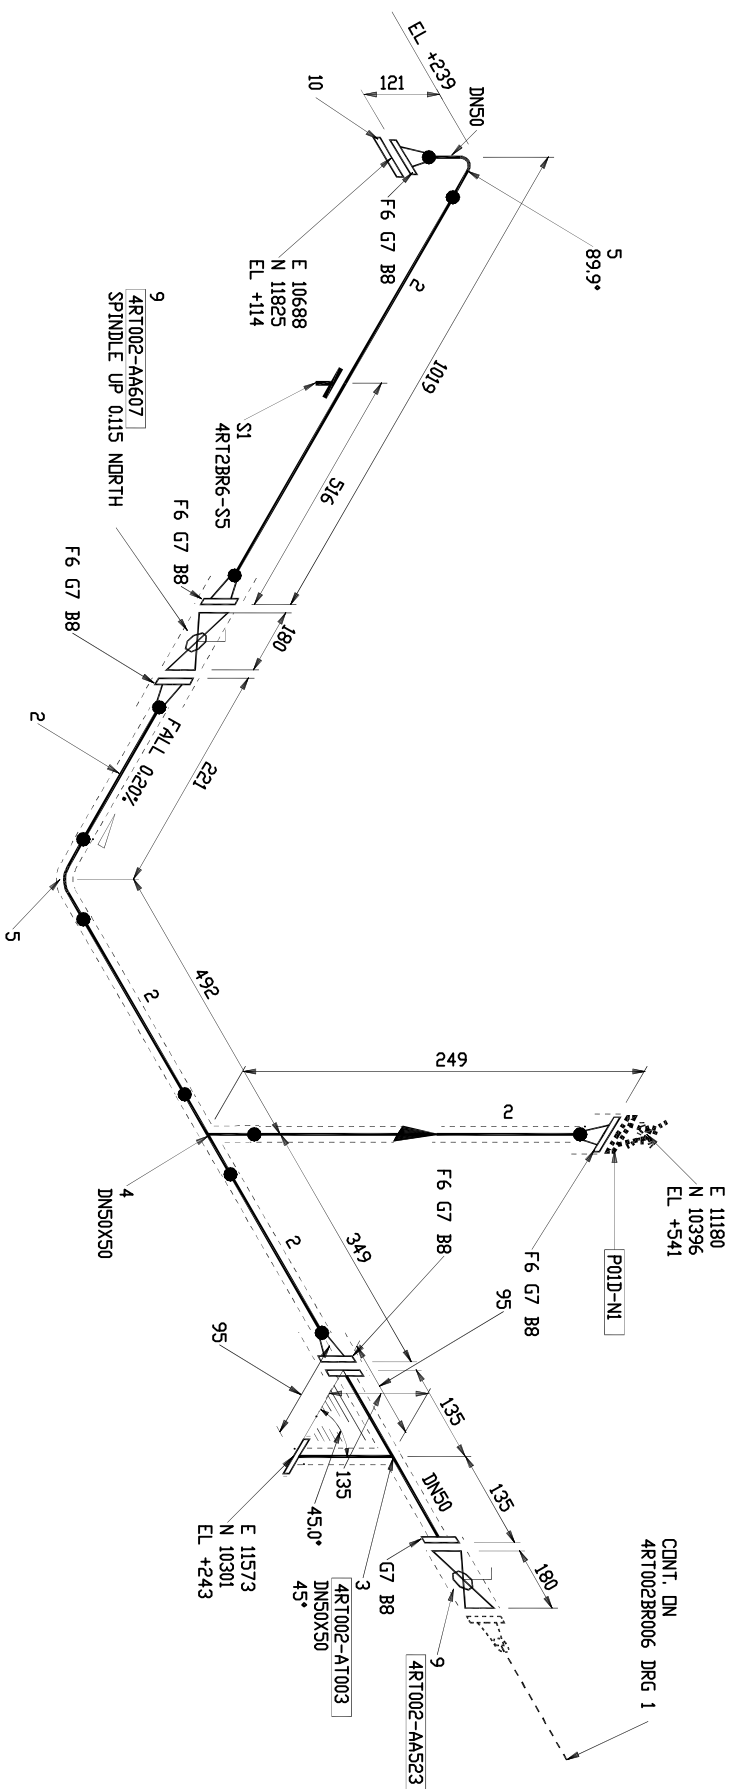 EL +239
DN50
121
10
F6 G7 B8
E 10688
N 11825
EL +114
5
89.9°
2
1019
516
S1
4RT2BR6-S5
9
4RT002-AA607
SPINDLE UP 0.115 NORTH
F6 G7 B8
F6 G7 B8
180
221
2
FALL 0.20%
5
492
2
249
2
E 11180
N 10396
EL +541
P01D-N1
F6 G7 B8
4
DN50X50
2
349
F6 G7 B8
95
95
135
135
135
180
45.0°
DN50
E 11573
N 10301
EL +243
G7 B8
3
4RT002-AT003
DN50X50
45°
9
4RT002-AA523
CONT. ON
4RT002BR006 DRG 1